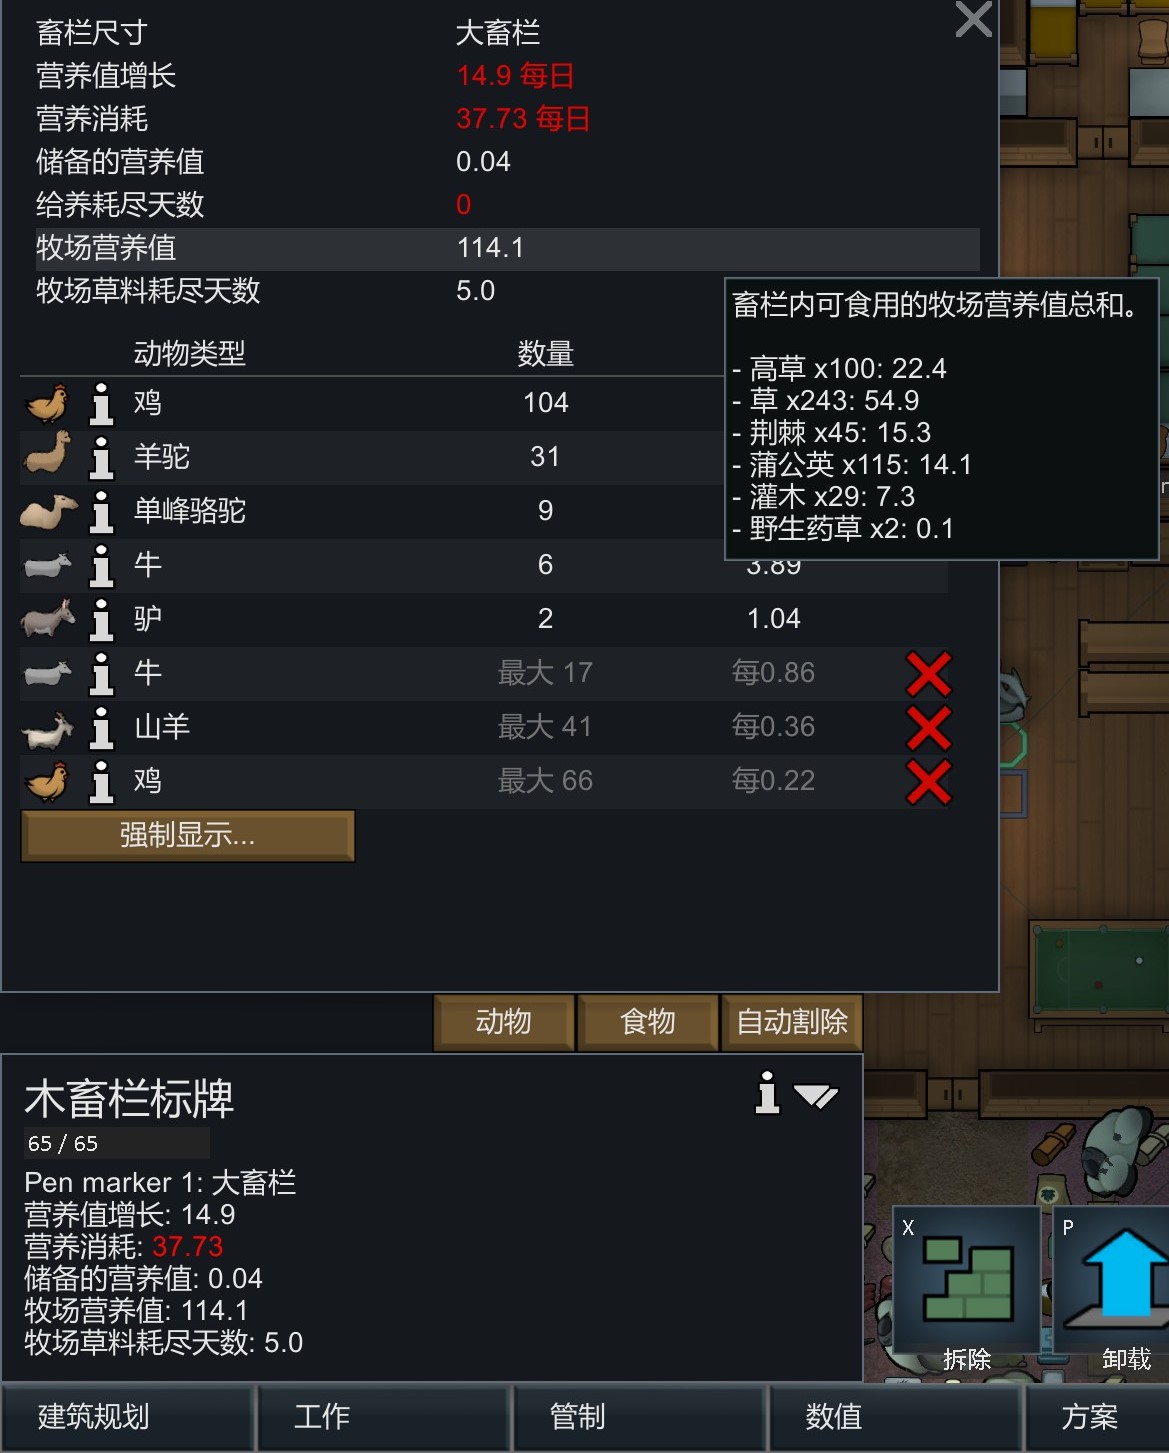 畜栏尺寸 大畜栏
营养值增长 14.9 每日
营养消耗 37.73 每日
储备的营养值 0.04
给养耗尽天数 0
牧场营养值 114.1
牧场草料耗尽天数 5.0
畜栏内可食用的牧场营养值总和。
- 高草 x100: 22.4
- 草 x243: 54.9
- 荆棘 x45: 15.3
- 蒲公英 x115: 14.1
- 灌木 x29: 7.3
- 野生药草 x2: 0.1
动物类型 数量
鸡 104
羊驼 31
单峰骆驼 9
牛 6 3.89
驴 2 1.04
牛 最大 17 每0.86
山羊 最大 41 每0.36
鸡 最大 66 每0.22
强制显示...
动物 食物 自动割除
木畜栏标牌
65 / 65
Pen marker 1: 大畜栏
营养值增长: 14.9
营养消耗: 37.73
储备的营养值: 0.04
牧场营养值: 114.1
牧场草料耗尽天数: 5.0
X P
拆除 卸载
建筑规划 工作 管制 数值 方案